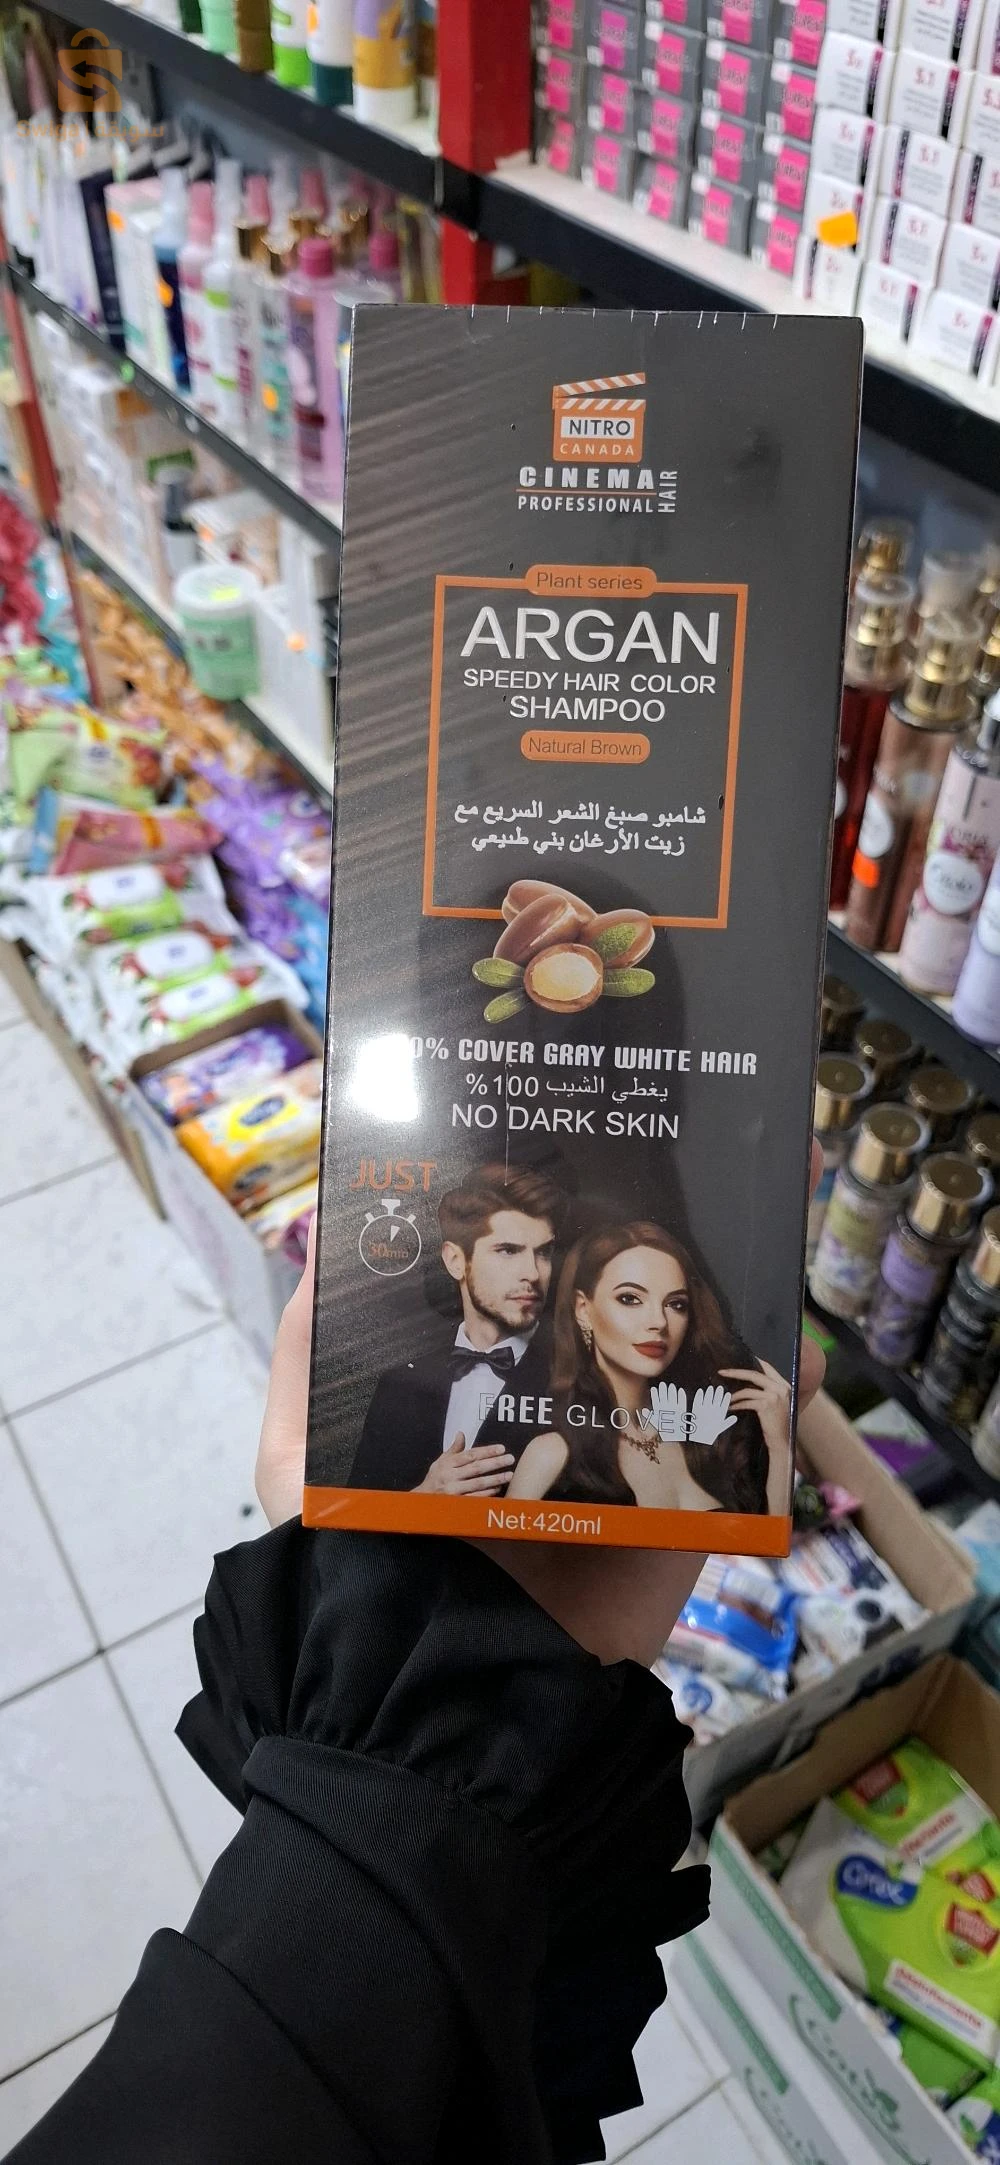 NITRO
CANADA
CINEMA
HAIR
PROFESSIONAL
Plant series
ARGAN
SPEEDY HAIR COLOR
SHAMPOO
Natural Brown
شامبو صبغ الشعر السريع مع
زيت الأرغان بني طبيعي
0% COVER GRAY WHITE HAIR
يغطي الشيب 100%
NO DARK SKIN
JUST
30min
FREE GLOVES
Net:420ml